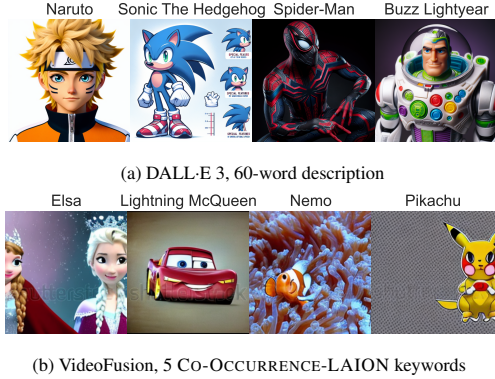 Naruto Sonic The Hedgehog Spider-Man Buzz Lightyear
(a) DALL·E 3, 60-word description
Elsa Lightning McQueen Nemo Pikachu
(b) VideoFusion, 5 CO-OCCURRENCE-LAION keywords